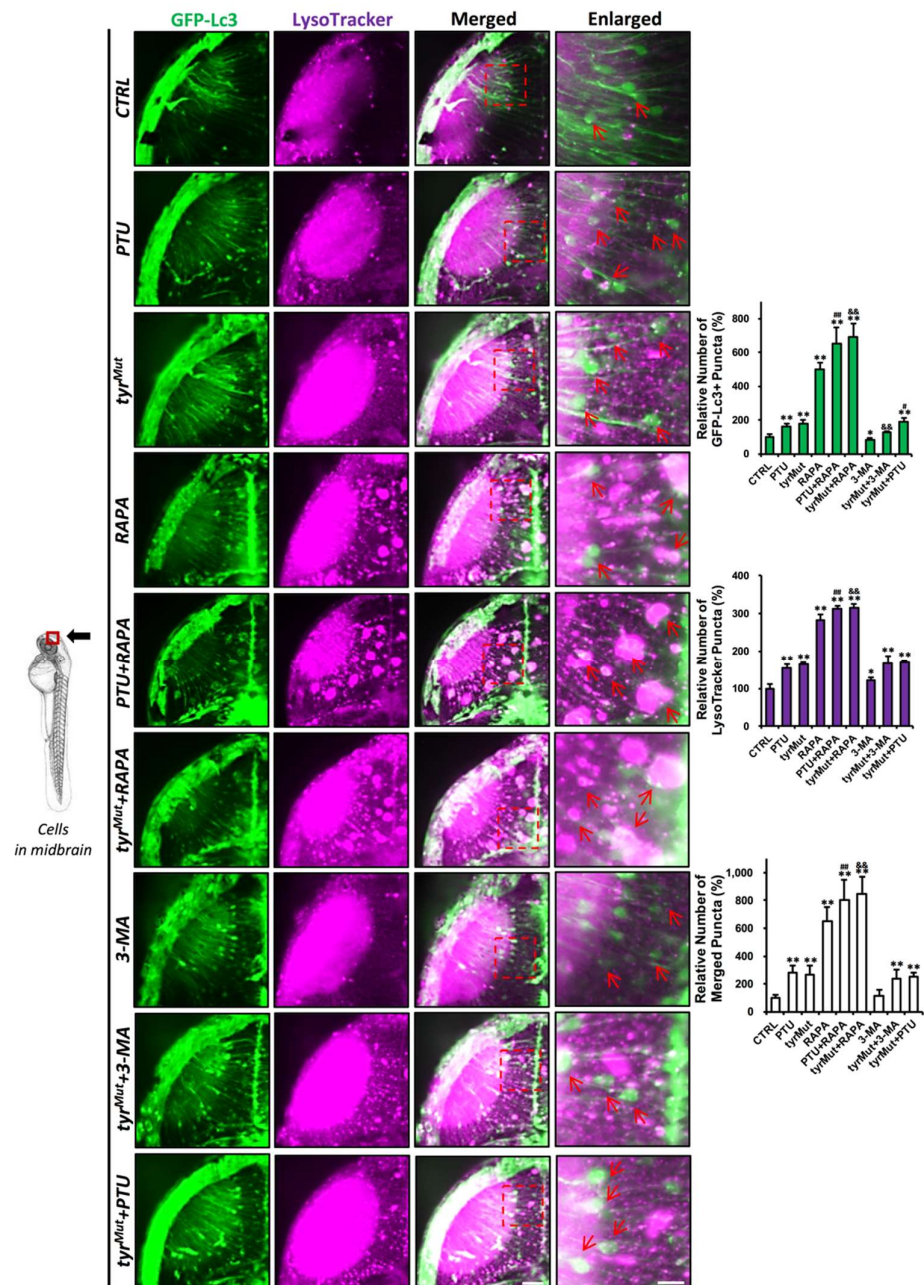 GFP-Lc3 LysoTracker Merged Enlarged
CTRL
PTU
tyrMut
RAPA
PTU+RAPA
tyrMut+RAPA
3-MA
tyrMut+3-MA
tyrMut+PTU
Cells
in midbrain
Relative Number of
GFP-Lc3+ Puncta (%)
800
600
400
200
0
** ** ** ## ** && ** * && # **
CTRL PTU tyrMut RAPA PTU+RAPA tyrMut+RAPA 3-MA tyrMut+3-MA tyrMut+PTU
Relative Number of
LysoTracker Puncta (%)
400
300
200
100
0
** ** ** ## ** && ** * ** **
CTRL PTU tyrMut RAPA PTU+RAPA tyrMut+RAPA 3-MA tyrMut+3-MA tyrMut+PTU
Relative Number of
Merged Puncta (%)
1,000
800
600
400
200
0
** ** ** ## ** && ** ** **
CTRL PTU tyrMut RAPA PTU+RAPA tyrMut+RAPA 3-MA tyrMut+3-MA tyrMut+PTU